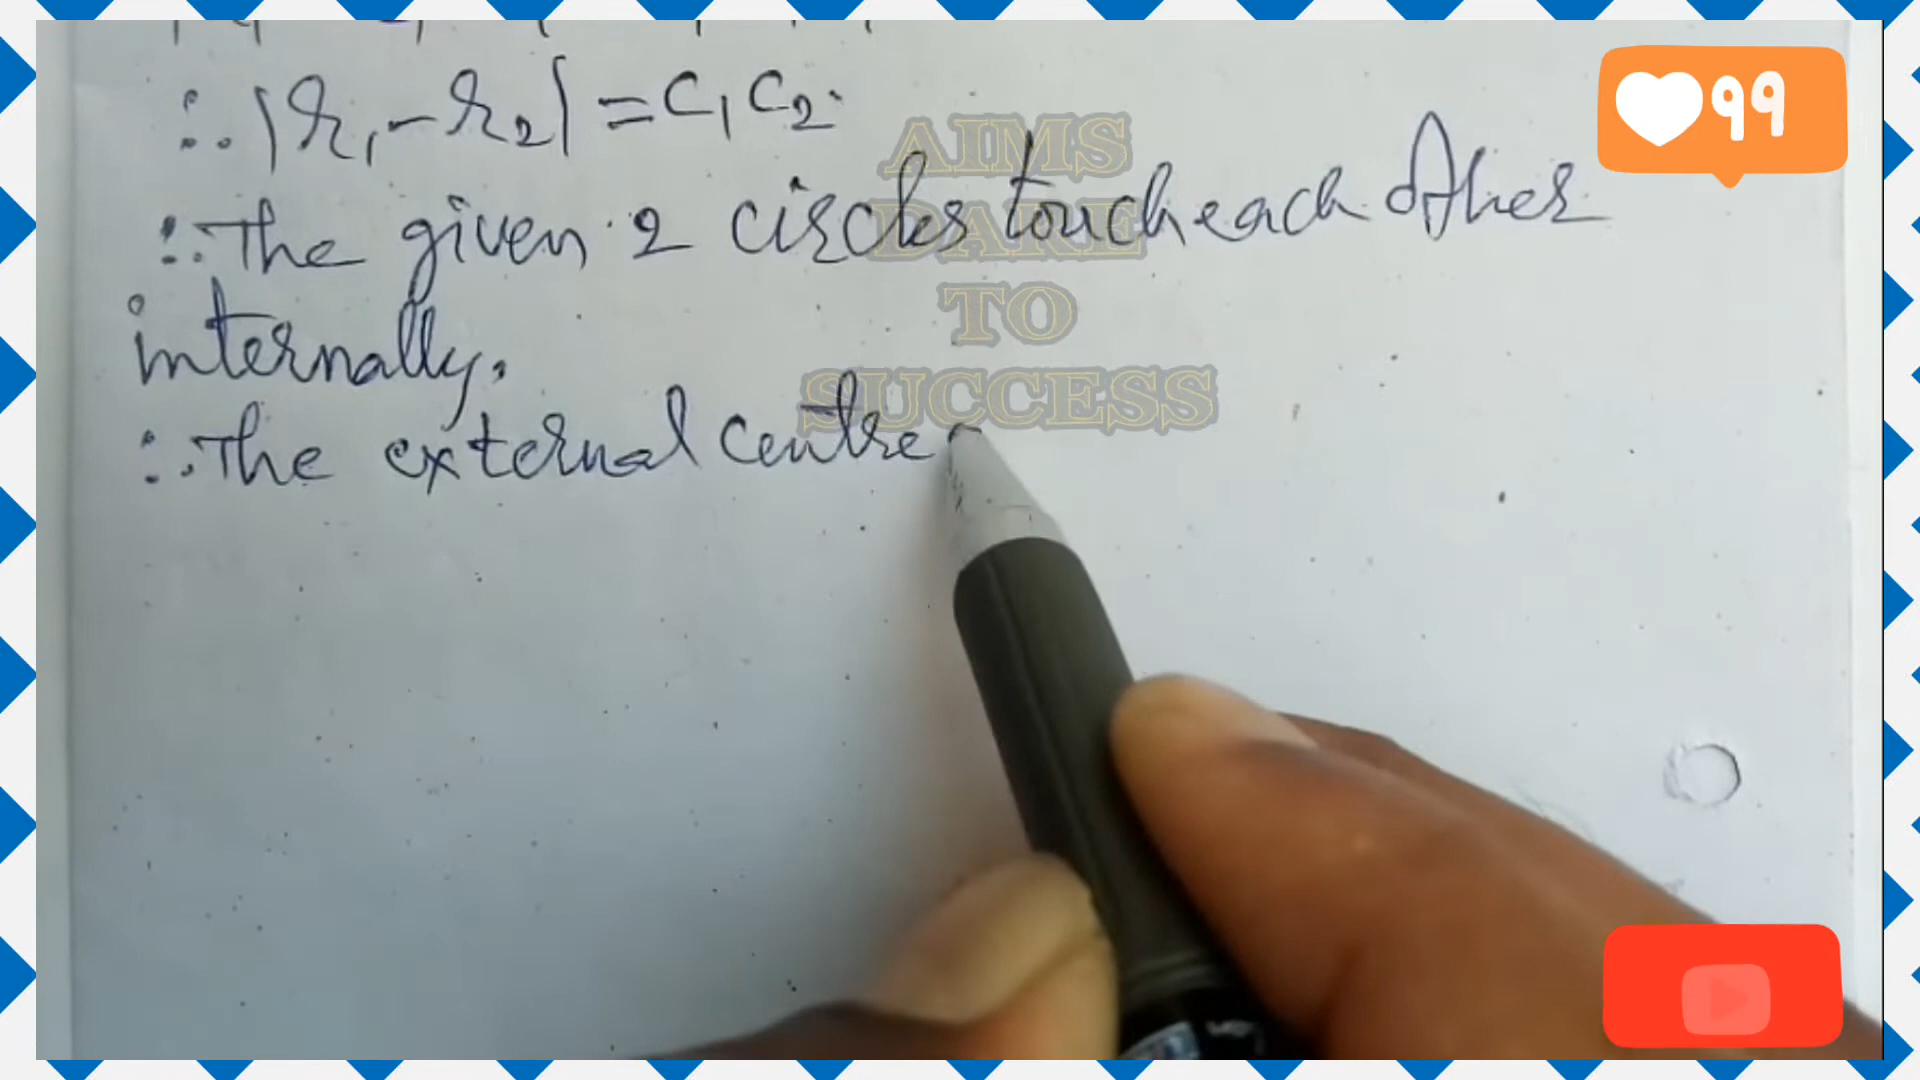 ∴ |r₁ - r₂| = C₁C₂.
∴ The given 2 circles touch each other
internally.
∴ The external centre
AIMS
DARE
TO
SUCCESS
99